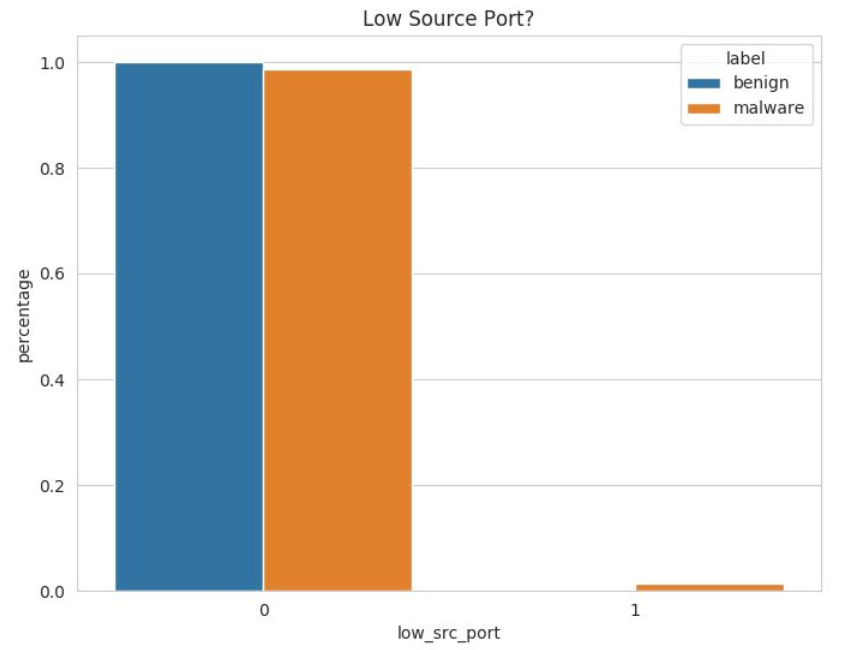 Low Source Port?
label
benign
malware
1.0
0.8
0.6
0.4
0.2
0.0
percentage
0
1
low_src_port